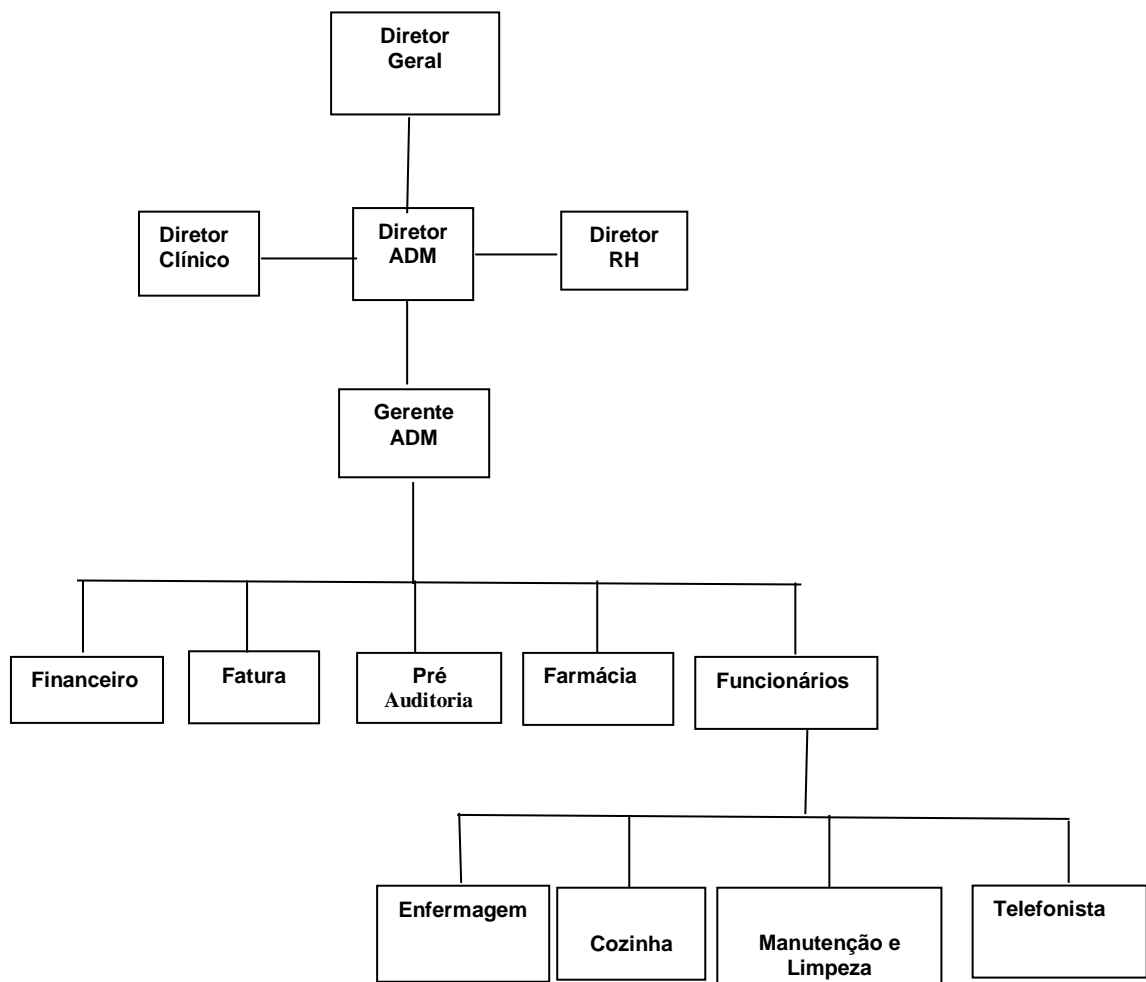 Diretor
Geral
Diretor
Clínico
Diretor
ADM
Diretor
RH
Gerente
ADM
Financeiro
Fatura
Pré
Auditoria
Farmácia
Funcionários
Enfermagem
Cozinha
Manutenção e
Limpeza
Telefonista